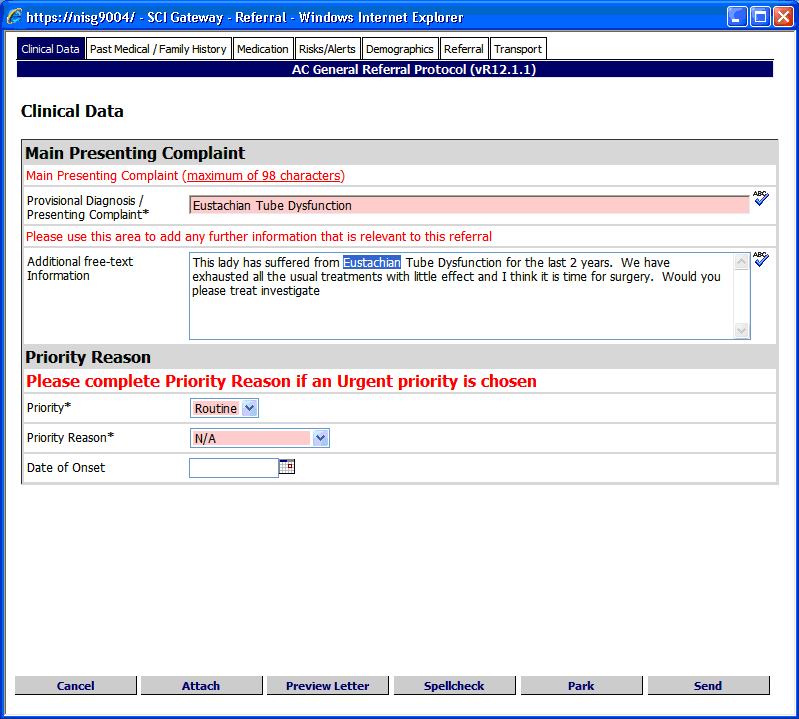 https://nisg9004/ - SCI Gateway - Referral - Windows Internet Explorer
Clinical Data Past Medical / Family History Medication Risks/Alerts Demographics Referral Transport
AC General Referral Protocol (vR12.1.1)
Clinical Data
Main Presenting Complaint
Main Presenting Complaint (maximum of 98 characters)
Provisional Diagnosis /
Presenting Complaint*
Eustachian Tube Dysfunction
ABC
Please use this area to add any further information that is relevant to this referral
Additional free-text
Information
This lady has suffered from Eustachian Tube Dysfunction for the last 2 years. We have
exhausted all the usual treatments with little effect and I think it is time for surgery. Would you
please treat investigate
ABC
Priority Reason
Please complete Priority Reason if an Urgent priority is chosen
Priority* Routine
Priority Reason* N/A
Date of Onset
Cancel Attach Preview Letter Spellcheck Park Send